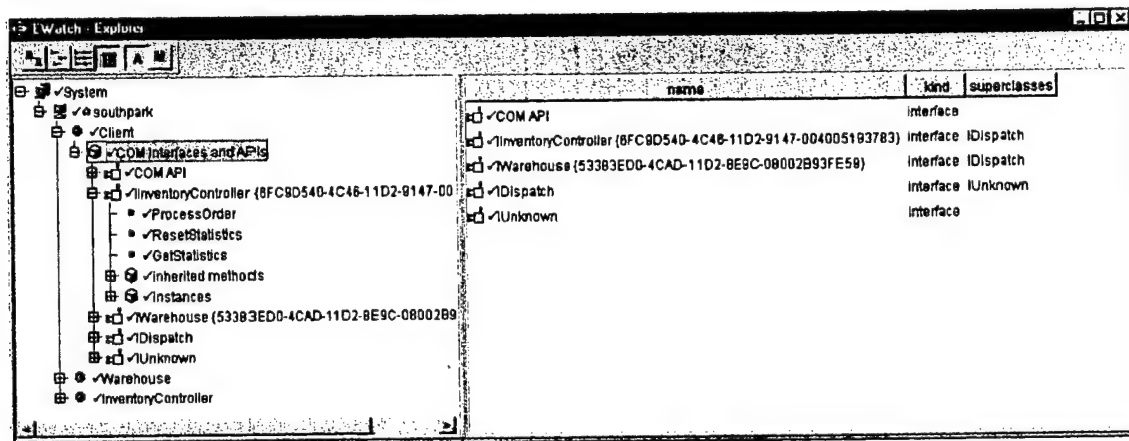 EWatch - Explorer
A M
System
southpark
Client
COM Interfaces and APIs
COM API
IInventoryController {6FC9D540-4C46-11D2-9147-00
ProcessOrder
ResetStatistics
GetStatistics
inherited methods
instances
IWarehouse {53383ED0-4CAD-11D2-8E9C-08002B9
IDispatch
IUnknown
Warehouse
InventoryController
name kind superclasses
COM API interface
IInventoryController {6FC9D540-4C46-11D2-9147-004005193783} interface IDispatch
IWarehouse {53383ED0-4CAD-11D2-8E9C-08002B93FE59} interface IDispatch
IDispatch interface IUnknown
IUnknown interface